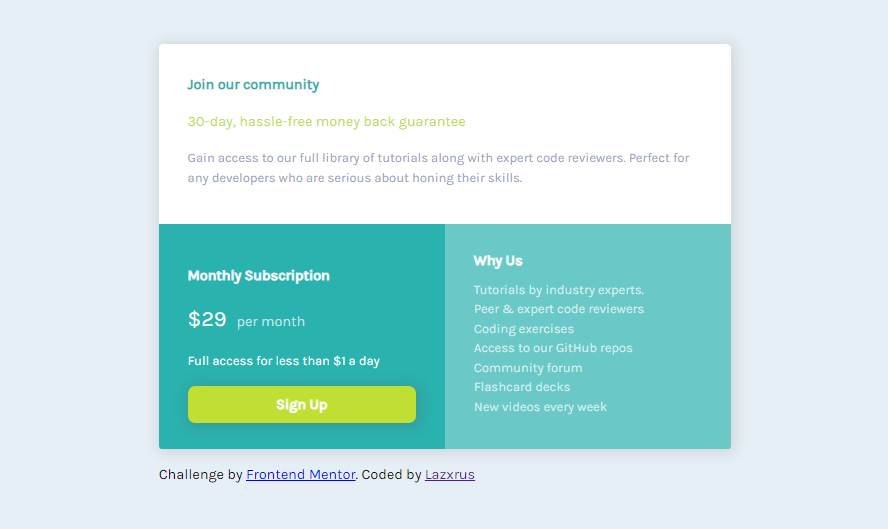 Join our community
30-day, hassle-free money back guarantee
Gain access to our full library of tutorials along with expert code reviewers. Perfect for
any developers who are serious about honing their skills.
Monthly Subscription
$29 per month
Full access for less than $1 a day
Sign Up
Why Us
Tutorials by industry experts.
Peer & expert code reviewers
Coding exercises
Access to our GitHub repos
Community forum
Flashcard decks
New videos every week
Challenge by Frontend Mentor. Coded by Lazxrus